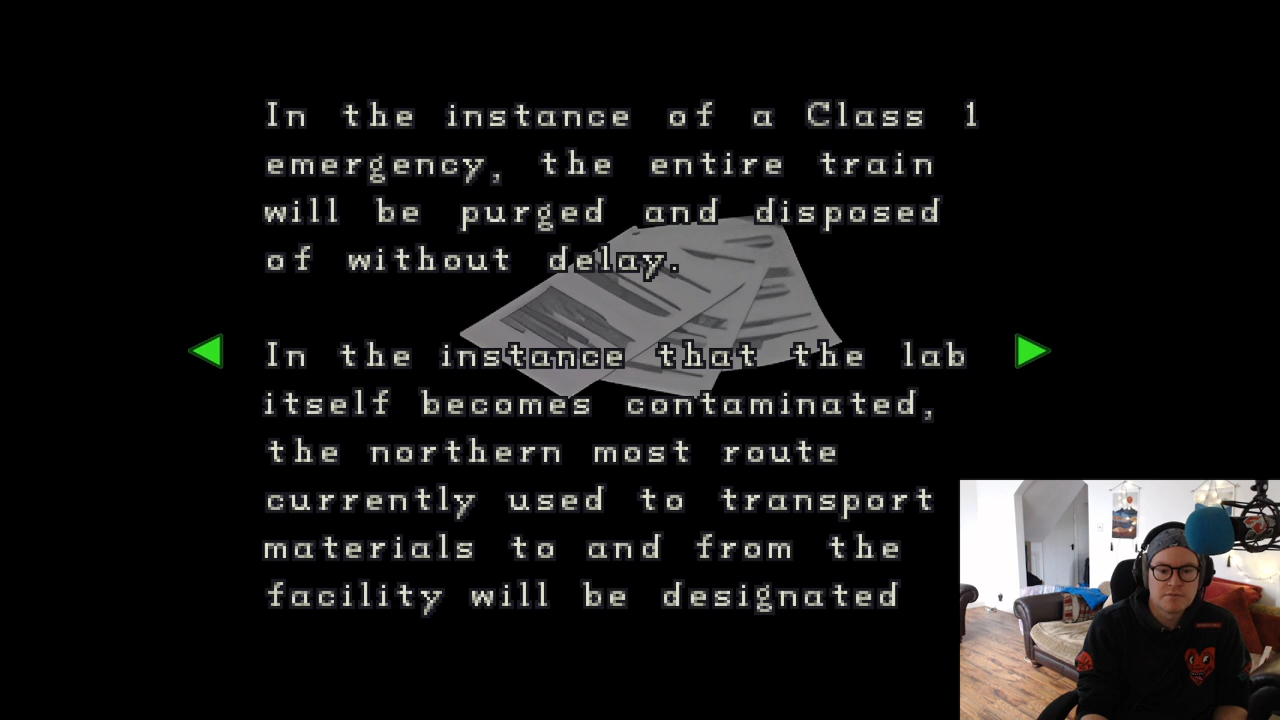 In the instance of a Class 1
emergency, the entire train
will be purged and disposed
of without delay.
In the instance that the lab
itself becomes contaminated,
the northern most route
currently used to transport
materials to and from the
facility will be designated